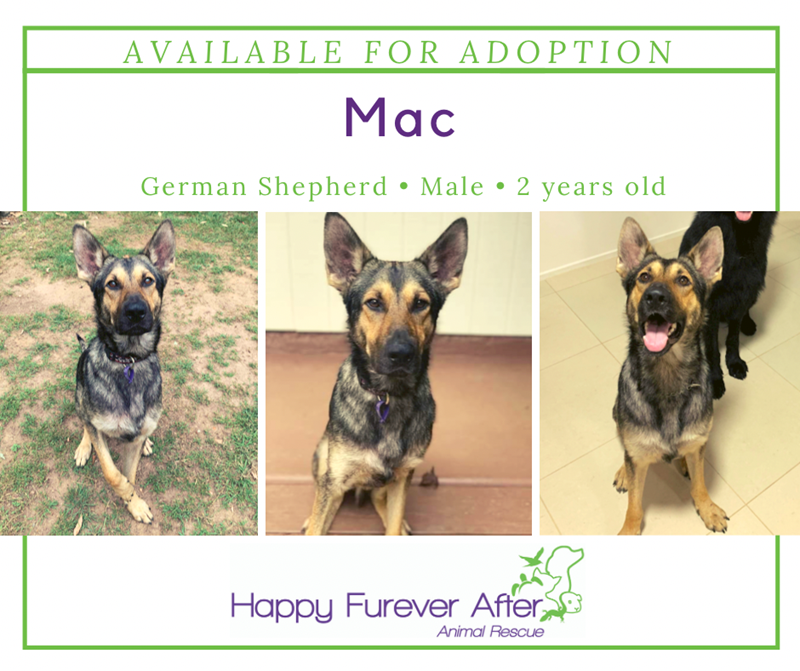 AVAILABLE FOR ADOPTION
Mac
German Shepherd • Male • 2 years old
Happy Furever After
Animal Rescue